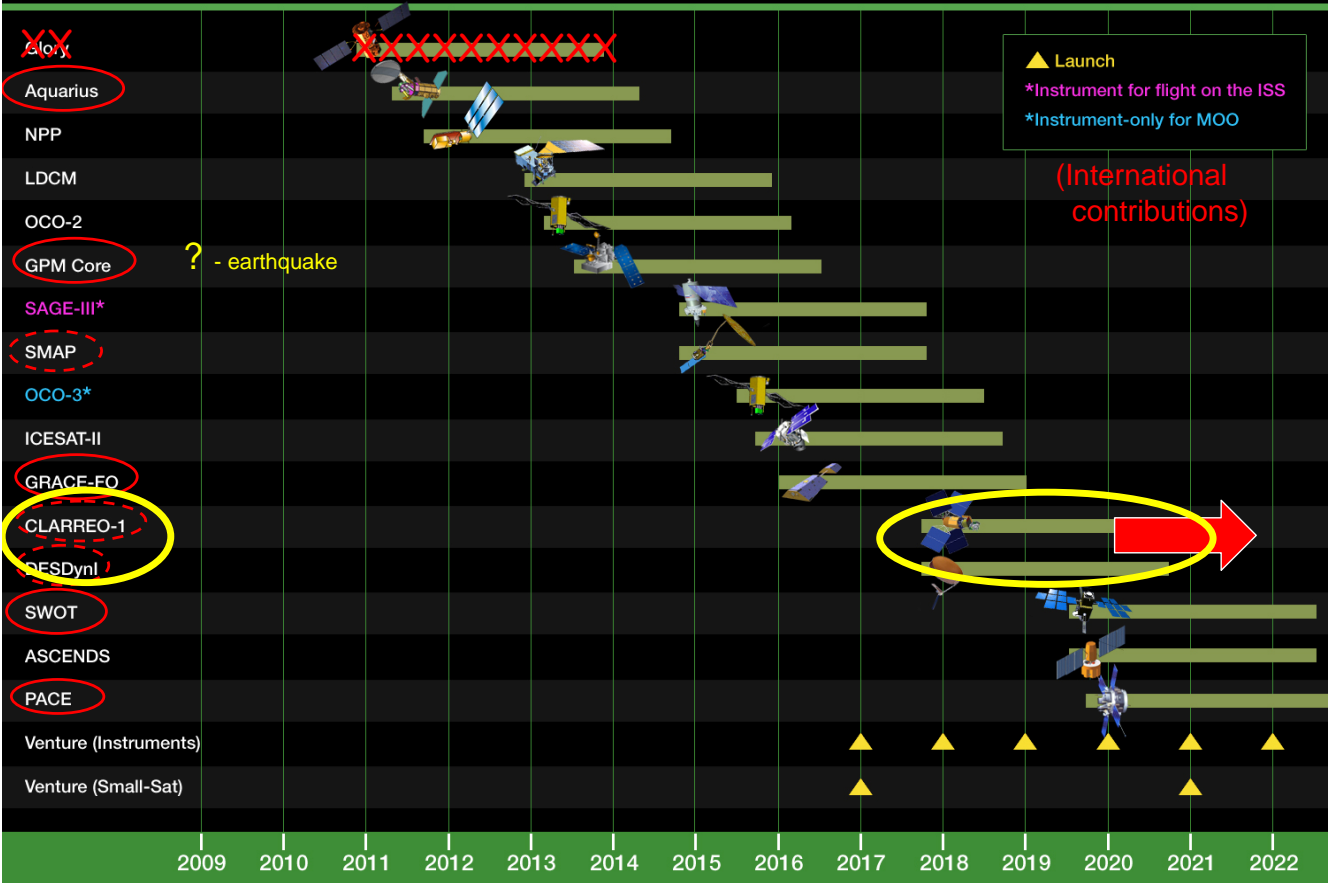 Glory
Launch
Aquarius
*Instrument for flight on the ISS
*Instrument-only for MOO
NPP
LDCM
(International
contributions)
OCO-2
GPM Core
? - earthquake
SAGE-III*
SMAP
OCO-3*
ICESAT-II
GRACE-FO
CLARREO-1
DESDynI
SWOT
ASCENDS
PACE
Venture (Instruments)
Venture (Small-Sat)
2009 2010 2011 2012 2013 2014 2015 2016 2017 2018 2019 2020 2021 2022